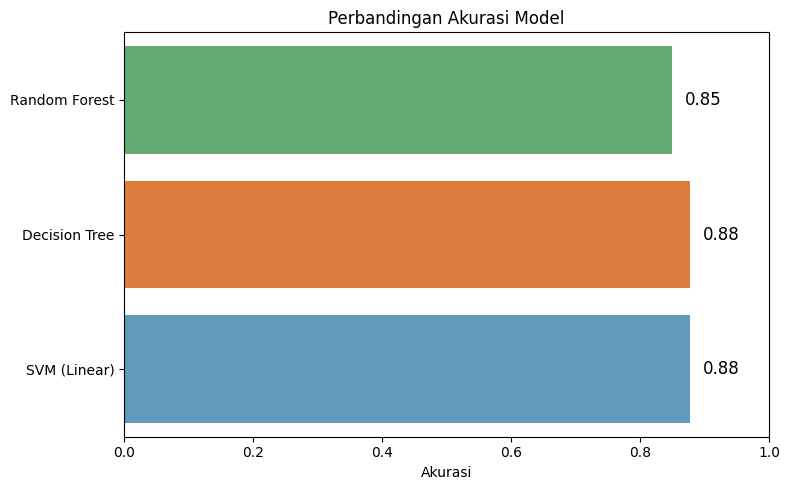 Perbandingan Akurasi Model
Random Forest
0.85
Decision Tree
0.88
SVM (Linear)
0.88
0.0 0.2 0.4 0.6 0.8 1.0
Akurasi